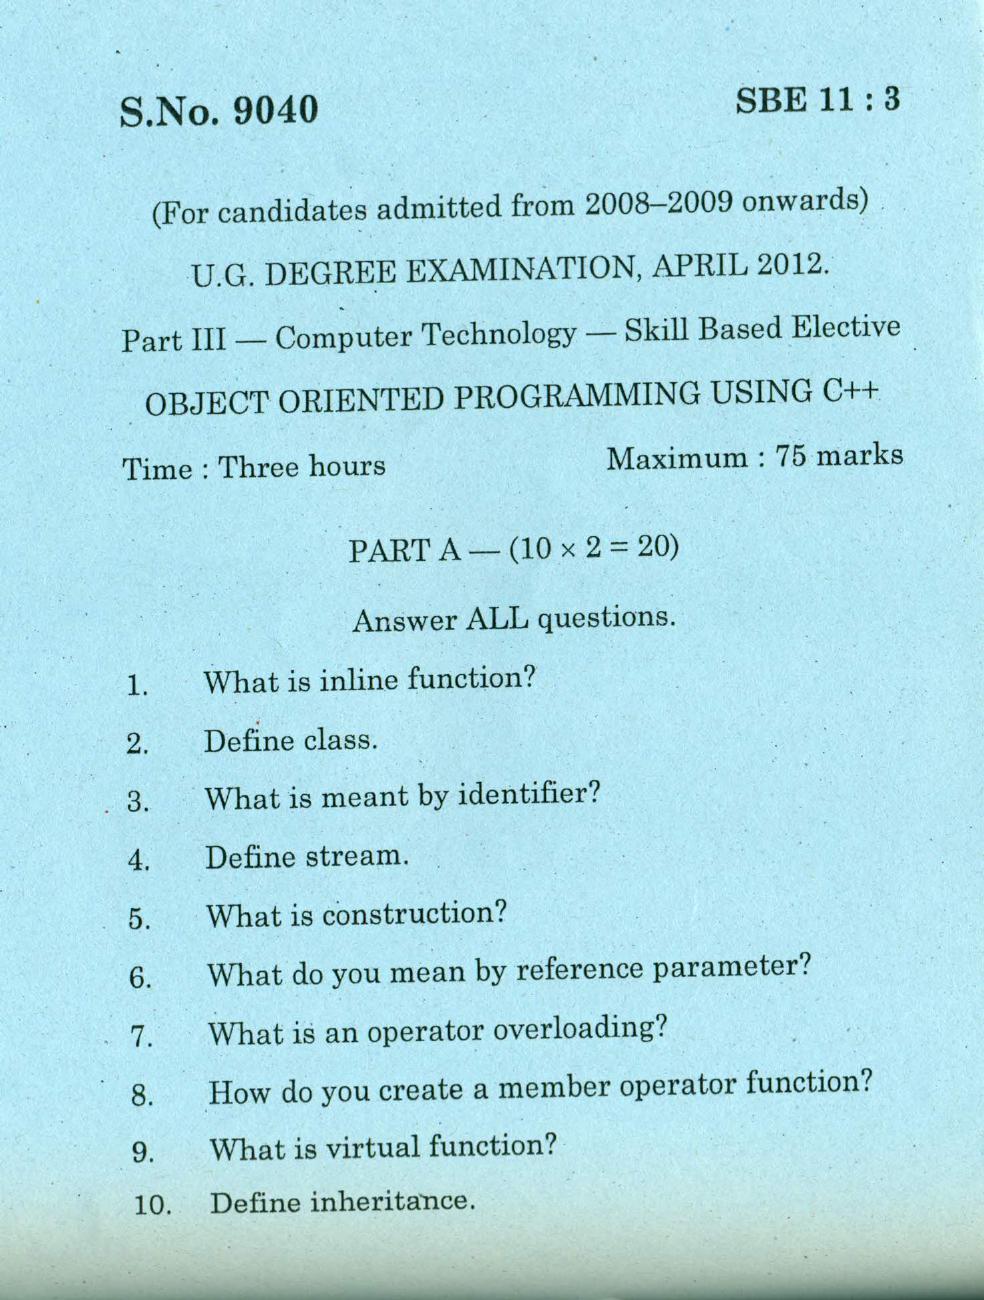 S.No. 9040 SBE 11 : 3
(For candidates admitted from 2008–2009 onwards)
U.G. DEGREE EXAMINATION, APRIL 2012.
Part III — Computer Technology — Skill Based Elective
OBJECT ORIENTED PROGRAMMING USING C++
Time : Three hours Maximum : 75 marks
PART A — (10 × 2 = 20)
Answer ALL questions.
1. What is inline function?
2. Define class.
3. What is meant by identifier?
4. Define stream.
5. What is construction?
6. What do you mean by reference parameter?
7. What is an operator overloading?
8. How do you create a member operator function?
9. What is virtual function?
10. Define inheritance.